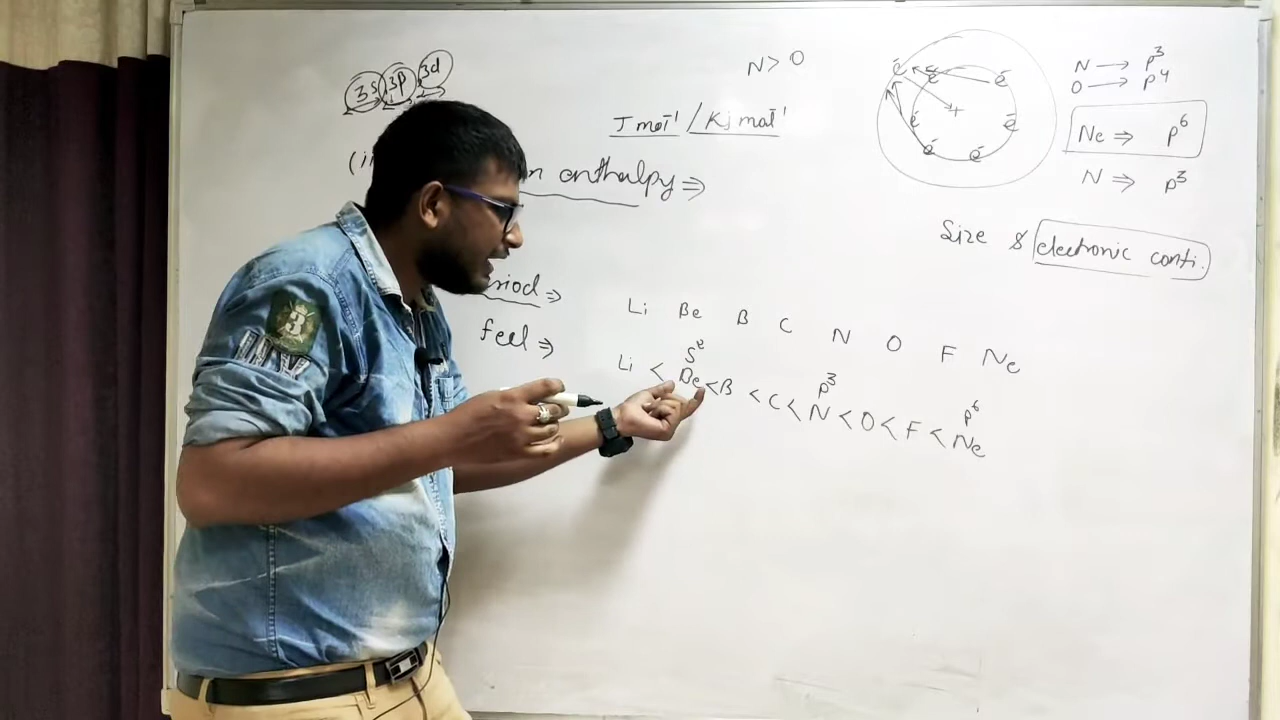 3s 3p 3d
N > O
J mol⁻¹ / Kj mol⁻¹
n enthalpy ⇒
riod ⇒
feel ⇒
Li Be B C N O F Ne
s² p³ p⁶
Li < Be < B < C < N < O < F < Ne
e⁻ e⁻ e⁻
+
e⁻ e⁻
e⁻ e⁻
N → p³
O → p⁴
Ne ⇒ p⁶
N ⇒ p³
Size & electronic confi.
3